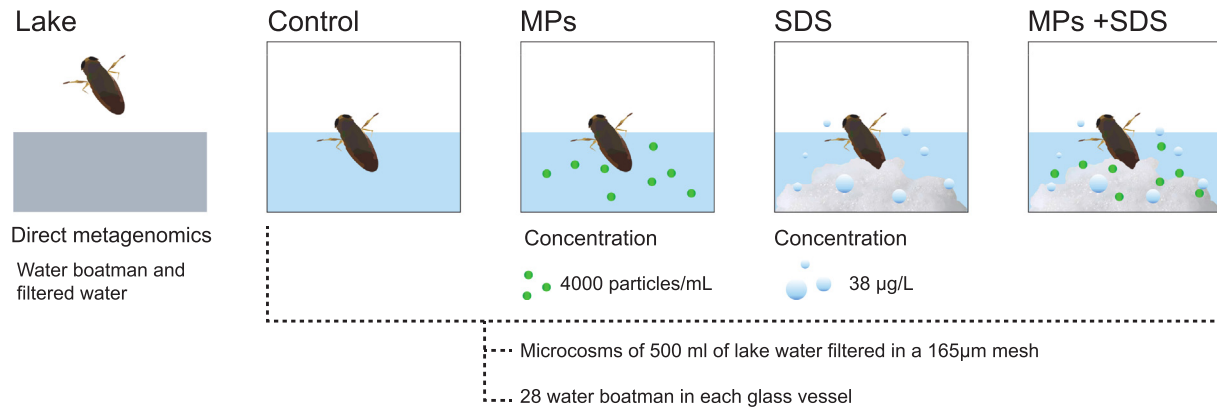 Lake
Control
MPs
SDS
MPs +SDS
Direct metagenomics
Water boatman and
filtered water
Concentration
4000 particles/mL
Concentration
38 µg/L
Microcosms of 500 ml of lake water filtered in a 165µm mesh
28 water boatman in each glass vessel